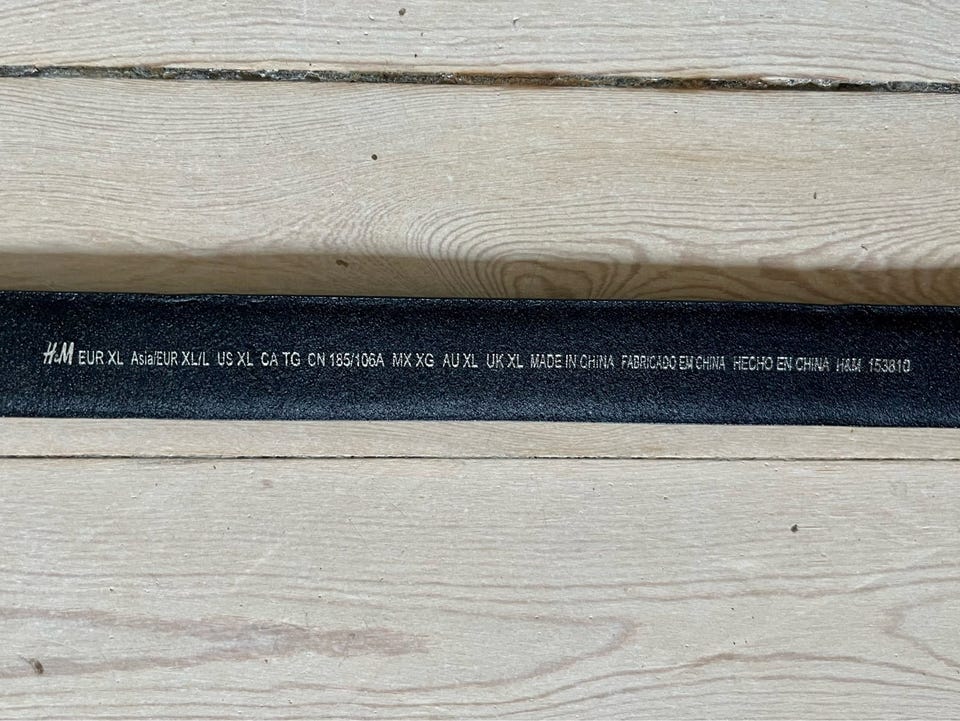 H&M EUR XL Asia/EUR XL/L US XL CA TG CN 185/106A MX XG AU XL UK XL MADE IN CHINA FABRICADO EM CHINA HECHO EN CHINA H&M 153810